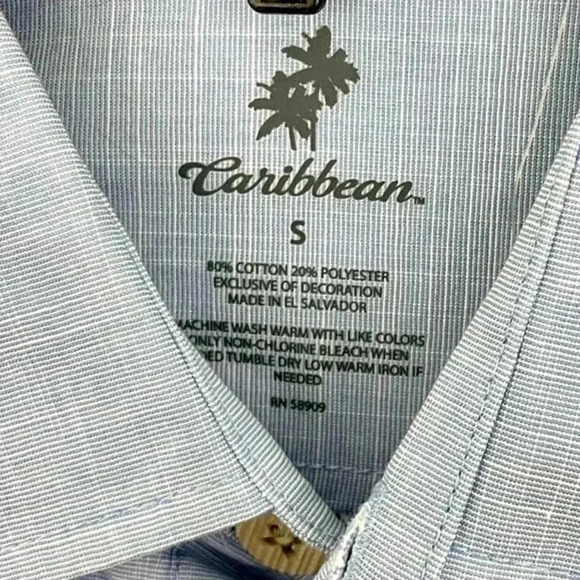 Caribbean™
S
80% COTTON 20% POLYESTER
EXCLUSIVE OF DECORATION
MADE IN EL SALVADOR
MACHINE WASH WARM WITH LIKE COLORS
ONLY NON-CHLORINE BLEACH WHEN
TUMBLE DRY LOW WARM IRON IF
NEEDED
RN 58909